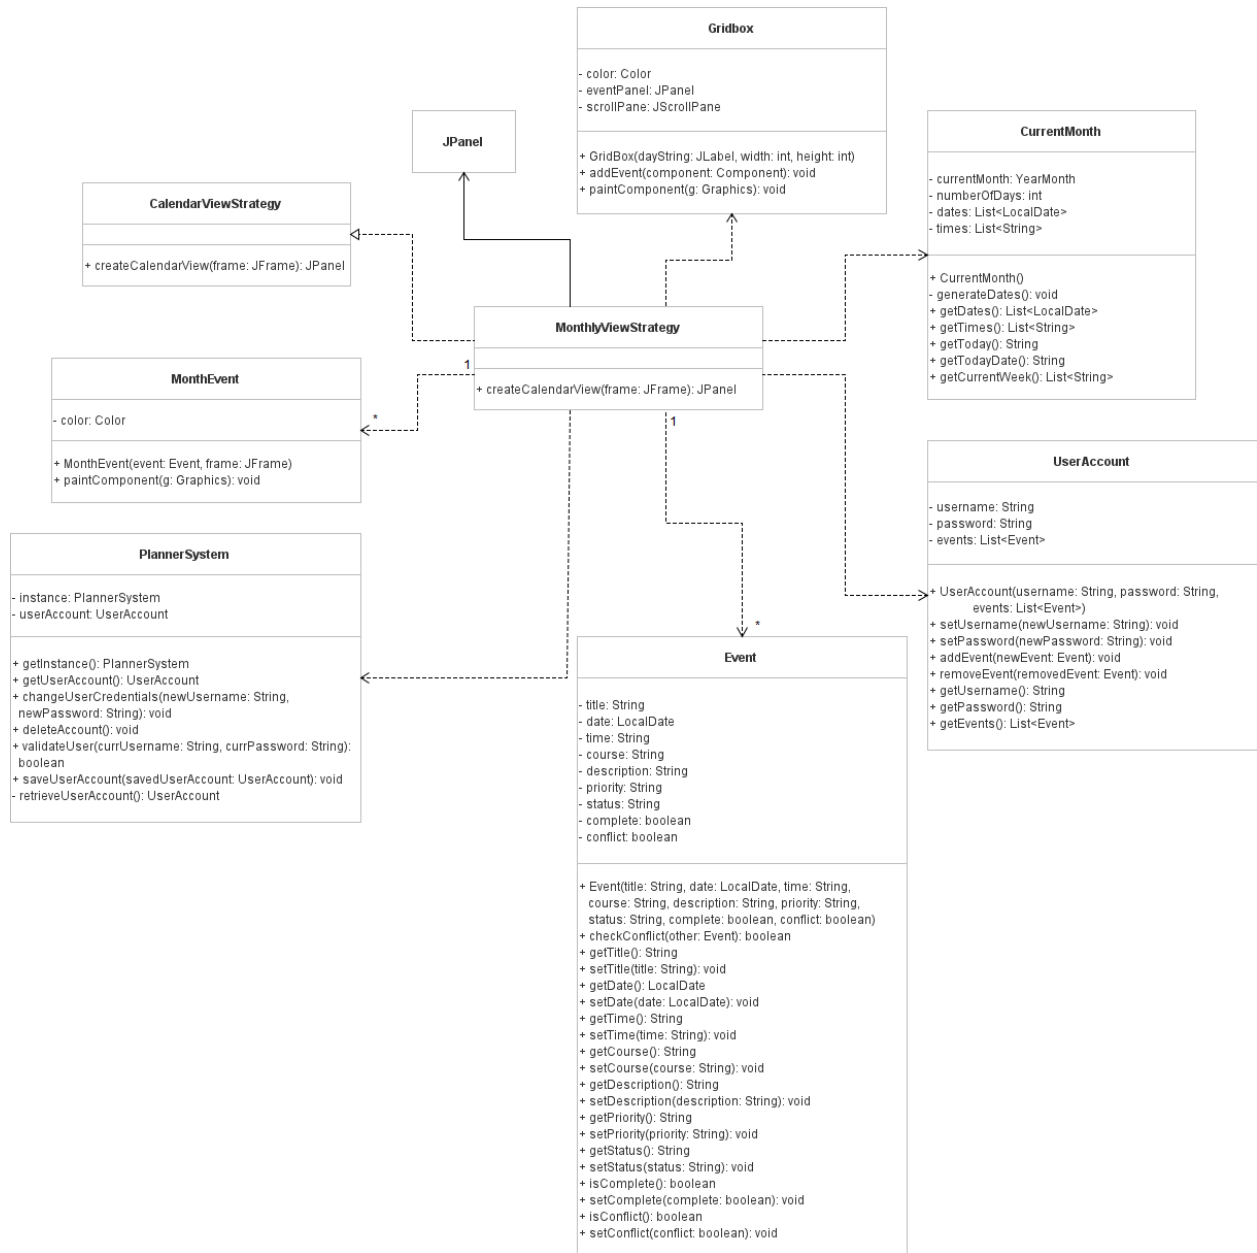 Gridbox
- color: Color
- eventPanel: JPanel
- scrollPane: JScrollPane
+ GridBox(dayString: JLabel, width: int, height: int)
+ addEvent(component: Component): void
+ paintComponent(g: Graphics): void
JPanel
CurrentMonth
- currentMonth: YearMonth
- numberOfDays: int
- dates: List<LocalDate>
- times: List<String>
+ CurrentMonth()
- generateDates(): void
+ getDates(): List<LocalDate>
+ getTimes(): List<String>
+ getToday(): String
+ getTodayDate(): String
+ getCurrentWeek(): List<String>
CalendarViewStrategy
+ createCalendarView(frame: JFrame): JPanel
MonthlyViewStrategy
+ createCalendarView(frame: JFrame): JPanel
1
*
1
*
MonthEvent
- color: Color
+ MonthEvent(event: Event, frame: JFrame)
+ paintComponent(g: Graphics): void
UserAccount
- username: String
- password: String
- events: List<Event>
+ UserAccount(username: String, password: String,
events: List<Event>)
+ setUsername(newUsername: String): void
+ setPassword(newPassword: String): void
+ addEvent(newEvent: Event): void
+ removeEvent(removedEvent: Event): void
+ getUsername(): String
+ getPassword(): String
+ getEvents(): List<Event>
PlannerSystem
- instance: PlannerSystem
- userAccount: UserAccount
+ getInstance(): PlannerSystem
+ getUserAccount(): UserAccount
+ changeUserCredentials(newUsername: String,
newPassword: String): void
+ deleteAccount(): void
+ validateUser(currUsername: String, currPassword: String):
boolean
+ saveUserAccount(savedUserAccount: UserAccount): void
- retrieveUserAccount(): UserAccount
Event
- title: String
- date: LocalDate
- time: String
- course: String
- description: String
- priority: String
- status: String
- complete: boolean
- conflict: boolean
+ Event(title: String, date: LocalDate, time: String,
course: String, description: String, priority: String,
status: String, complete: boolean, conflict: boolean)
+ checkConflict(other: Event): boolean
+ getTitle(): String
+ setTitle(title: String): void
+ getDate(): LocalDate
+ setDate(date: LocalDate): void
+ getTime(): String
+ setTime(time: String): void
+ getCourse(): String
+ setCourse(course: String): void
+ getDescription(): String
+ setDescription(description: String): void
+ getPriority(): String
+ setPriority(priority: String): void
+ getStatus(): String
+ setStatus(status: String): void
+ isComplete(): boolean
+ setComplete(complete: boolean): void
+ isConflict(): boolean
+ setConflict(conflict: boolean): void